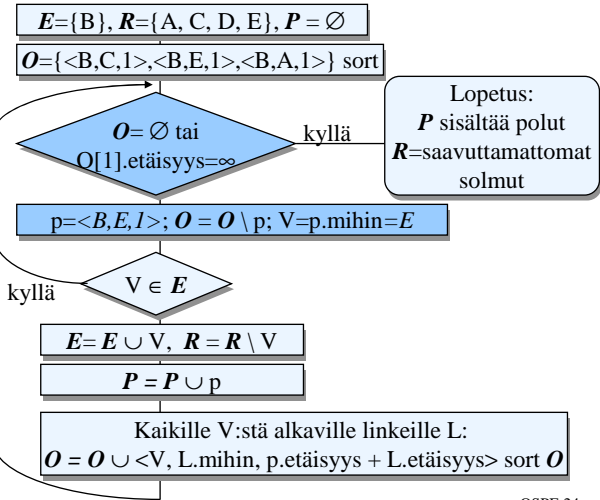 E={B}, R={A, C, D, E}, P = ∅
O={<B,C,1>,<B,E,1>,<B,A,1>} sort
O= ∅ tai
O[1].etäisyys=∞
kyllä
Lopetus:
P sisältää polut
R=saavuttamattomat
solmut
p=<B,E,1>; O = O \ p; V=p.mihin=E
V ∈ E
kyllä
E= E ∪ V, R = R \ V
P = P ∪ p
Kaikille V:stä alkaville linkeille L:
O = O ∪ <V, L.mihin, p.etäisyys + L.etäisyys> sort O